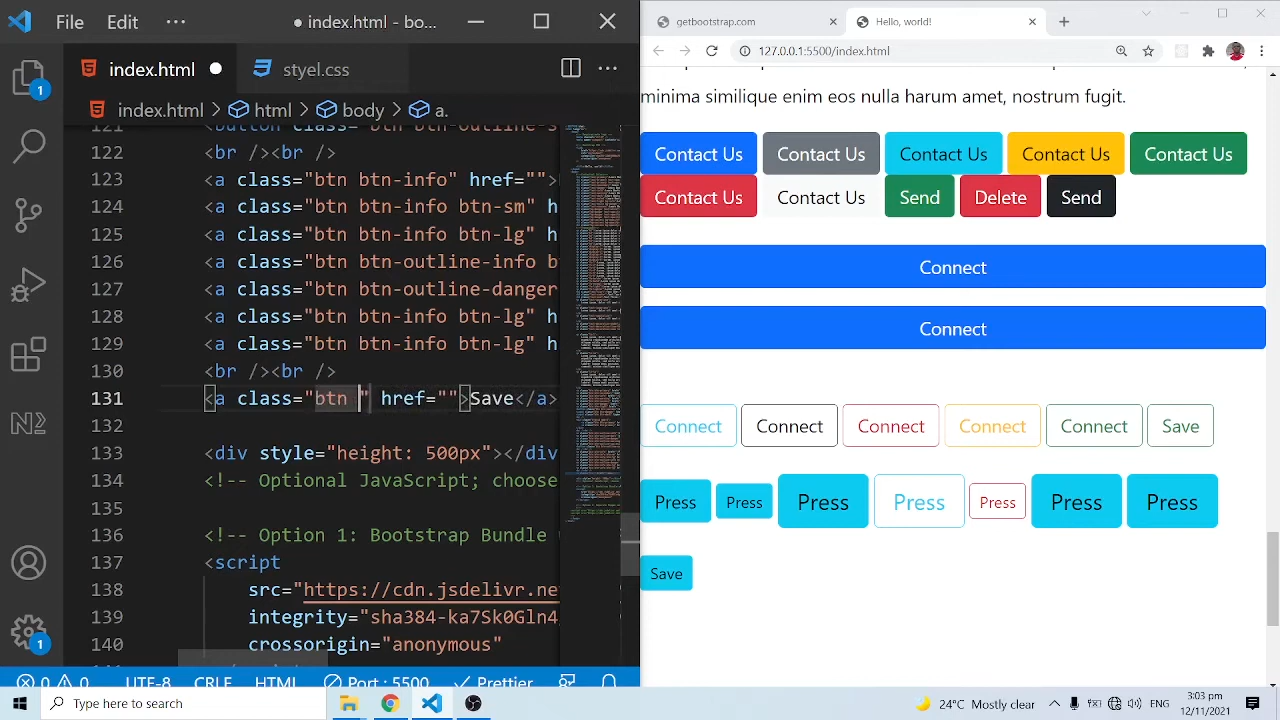 File Edit ··· ● index.html - bo...
index.html ● styel.css ···
index.html > html > body > a.
121 <button class="btn btn-outline-s
122 <br /><br
123 <a class="btn btn-info" href="">
124 <a class="btn btn-info btn-sm" h
125 <a class="btn btn-info btn-lg" h
126 <a class="btn btn-outline-info b
127 <a class="btn btn-outline-danger
128 <a class="btn btn-info btn-lg" h
129 <a class="btn btn-info btn-lg" h
130 <br /><br
131 <a class="btn " href="">Save</a>
132
133 <div style="height: 500px"></div
134 <!-- Optional JavaScript; choose
135
136 <!-- Option 1: Bootstrap Bundle
137 <script
138 src="https://cdn.jsdelivr.ne
139 integrity="sha384-ka7Sk0Gln4
140 crossorigin="anonymous"
1
1
0 0 UTF-8 CRLF HTML Port : 5500 Prettier
getbootstrap.com Hello, world!
127.0.0.1:5500/index.html
minima similique enim eos nulla harum amet, nostrum fugit.
Contact Us Contact Us Contact Us Contact Us Contact Us
Contact Us Contact Us Send Delete Send
Connect
Connect
Connect Connect Connect Connect Connect Save
Press Press Press Press Press Press Press
Save
Type here to search
24°C Mostly clear ENG 3:03 pm
12/11/2021